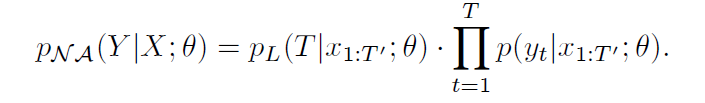 $p_{\mathcal{NA}}(Y|X;\theta) = p_L(T|x_{1:T'};\theta) \cdot \prod_{t=1}^{T} p(y_t|x_{1:T'};\theta).$